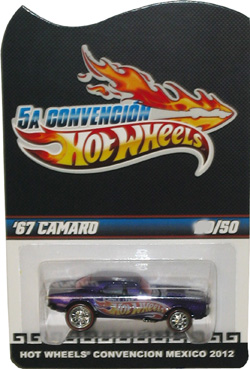 5A CONVENCIÓN
HOT WHEELS
'67 CAMARO
/50
HOT WHEELS
HOT WHEELS® CONVENCION MEXICO 2012